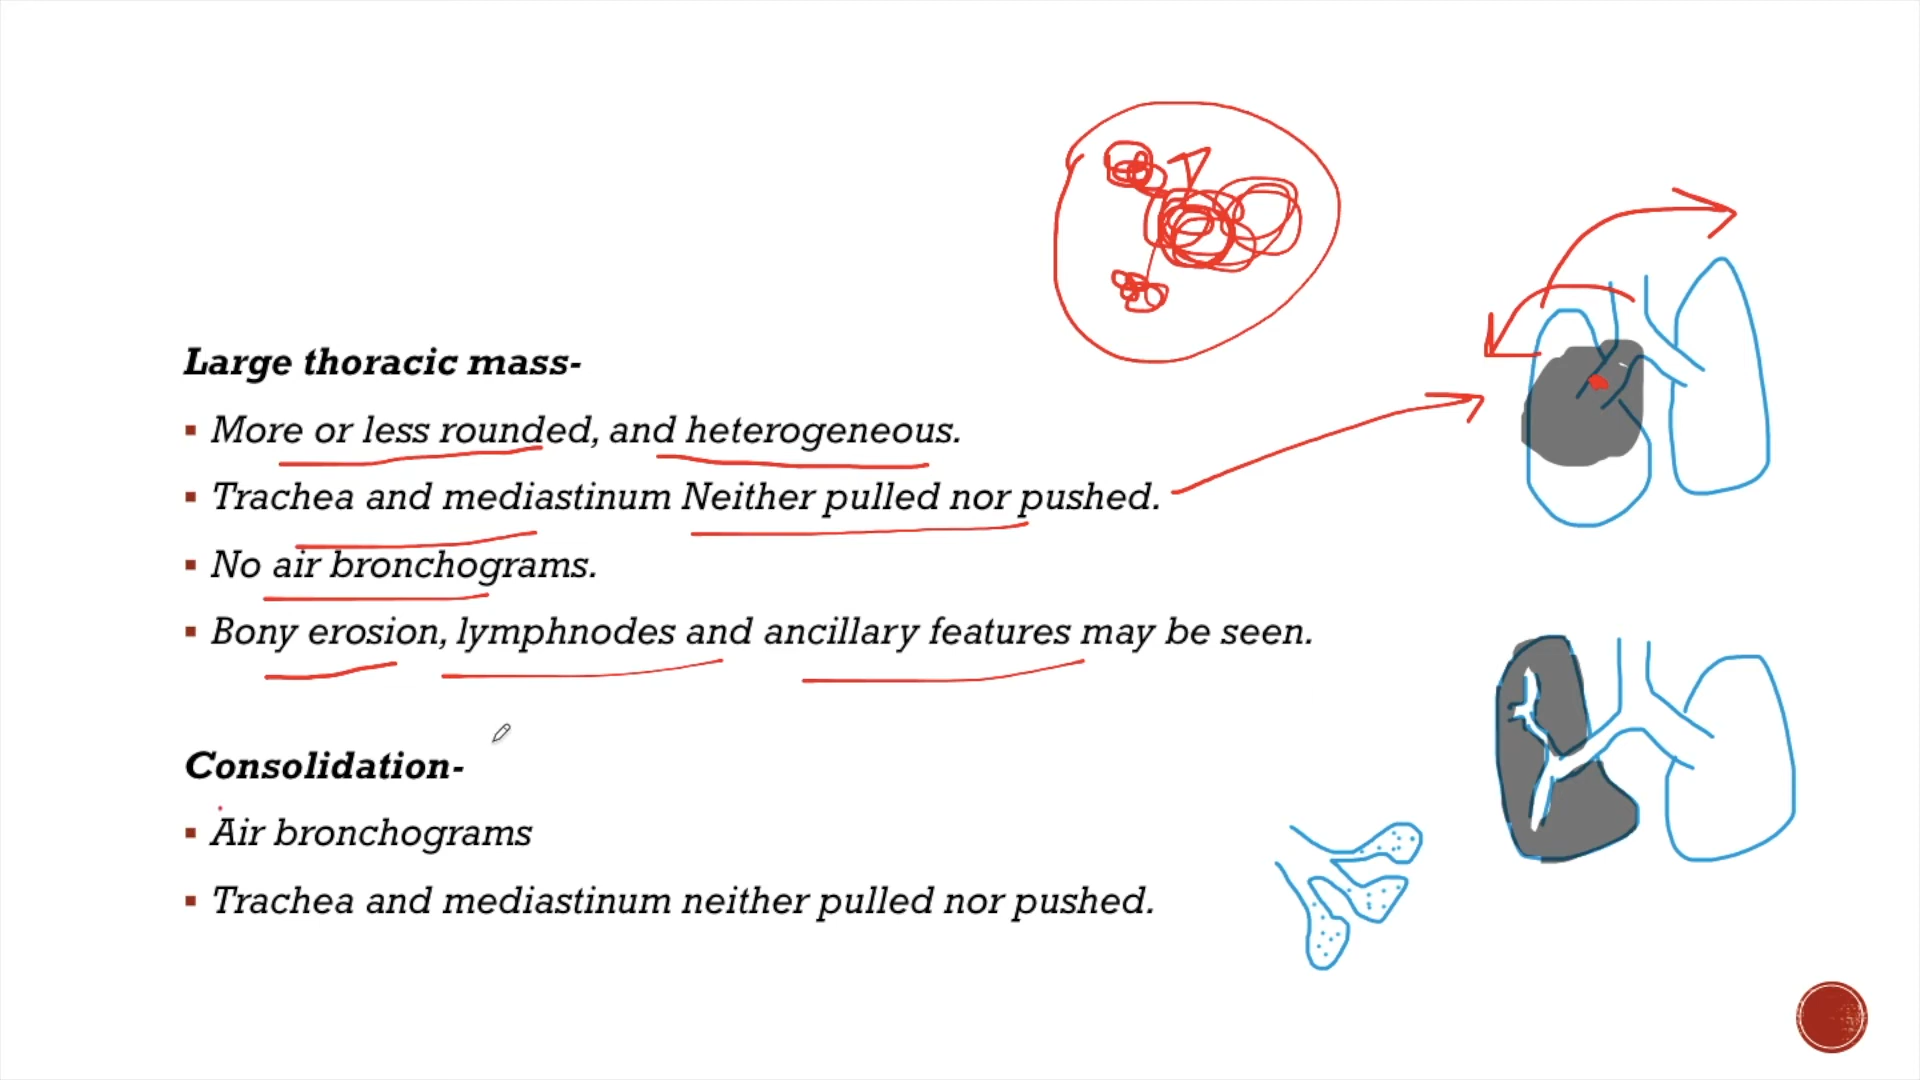 Large thoracic mass-
▪ More or less rounded, and heterogeneous.
▪ Trachea and mediastinum Neither pulled nor pushed.
▪ No air bronchograms.
▪ Bony erosion, lymphnodes and ancillary features may be seen.
Consolidation-
▪ Air bronchograms
▪ Trachea and mediastinum neither pulled nor pushed.